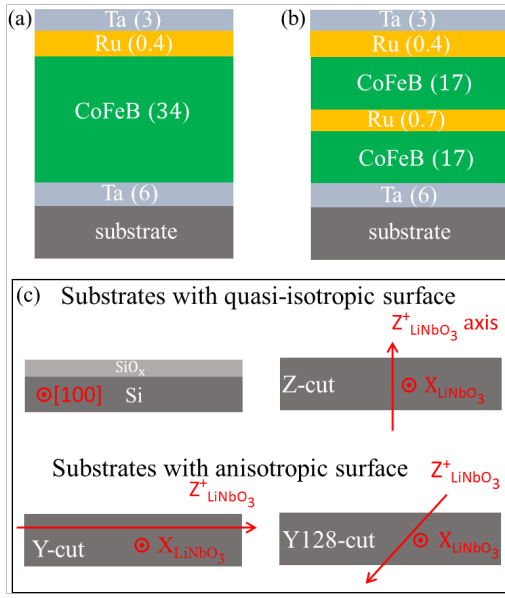 (a)
Ta (3)
Ru (0.4)
CoFeB (34)
Ta (6)
substrate
(b)
Ta (3)
Ru (0.4)
CoFeB (17)
Ru (0.7)
CoFeB (17)
Ta (6)
substrate
(c) Substrates with quasi-isotropic surface
SiOx
⊙[100] Si
Z⁺LiNbO₃ axis
Z-cut ⊙ XLiNbO₃
Substrates with anisotropic surface
Z⁺LiNbO₃
Y-cut ⊙ XLiNbO₃
Z⁺LiNbO₃
Y128-cut ⊙ XLiNbO₃